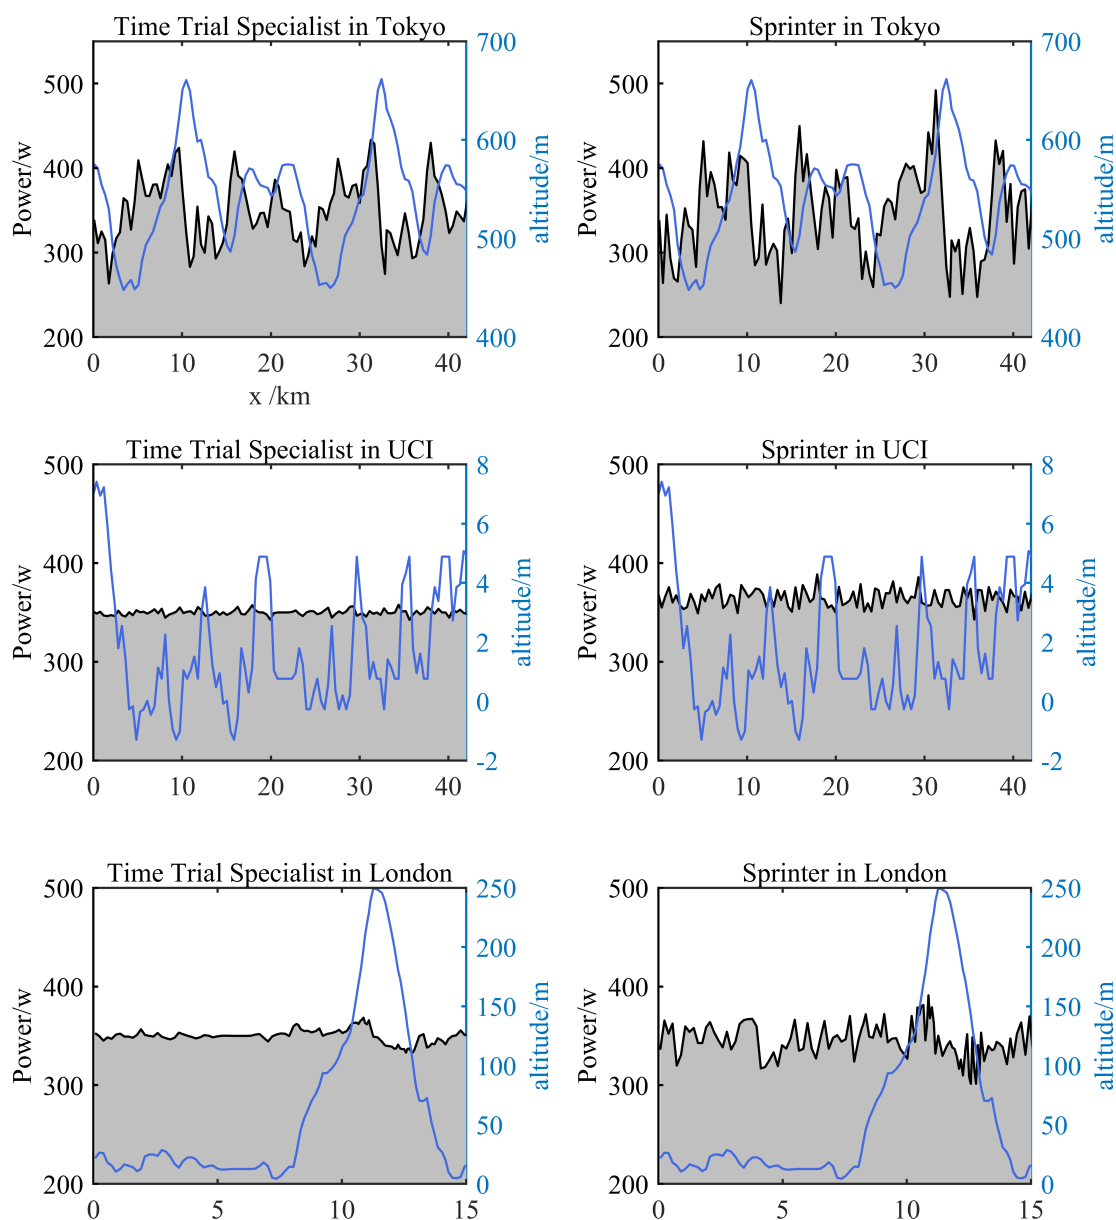 Time Trial Specialist in Tokyo
Sprinter in Tokyo
500
400
300
200
Power/w
700
600
500
400
altitude/m
0 10 20 30 40
x /km
500
400
300
200
Power/w
700
600
500
400
altitude/m
0 10 20 30 40
Time Trial Specialist in UCI
Sprinter in UCI
500
400
300
200
Power/w
8
6
4
2
0
-2
altitude/m
0 10 20 30 40
500
400
300
200
Power/w
8
6
4
2
0
-2
altitude/m
0 10 20 30 40
Time Trial Specialist in London
Sprinter in London
500
400
300
200
Power/w
250
200
150
100
50
0
altitude/m
0 5 10 15
500
400
300
200
Power/w
250
200
150
100
50
0
altitude/m
0 5 10 15